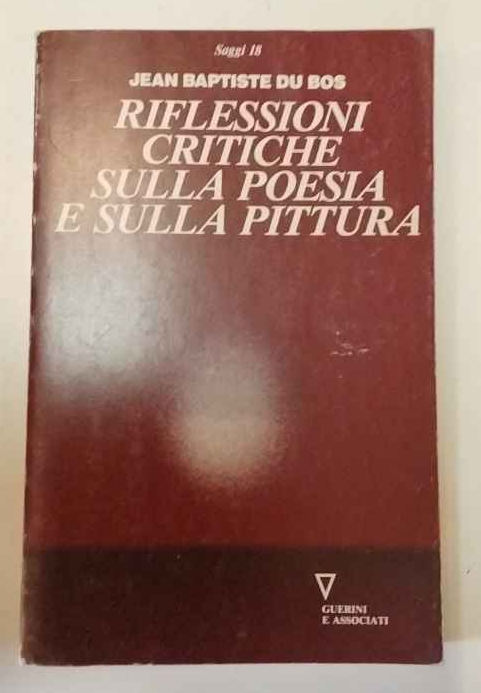 Saggi 18
JEAN BAPTISTE DU BOS
RIFLESSIONI
CRITICHE
SULLA POESIA
E SULLA PITTURA
GUERINI
E ASSOCIATI